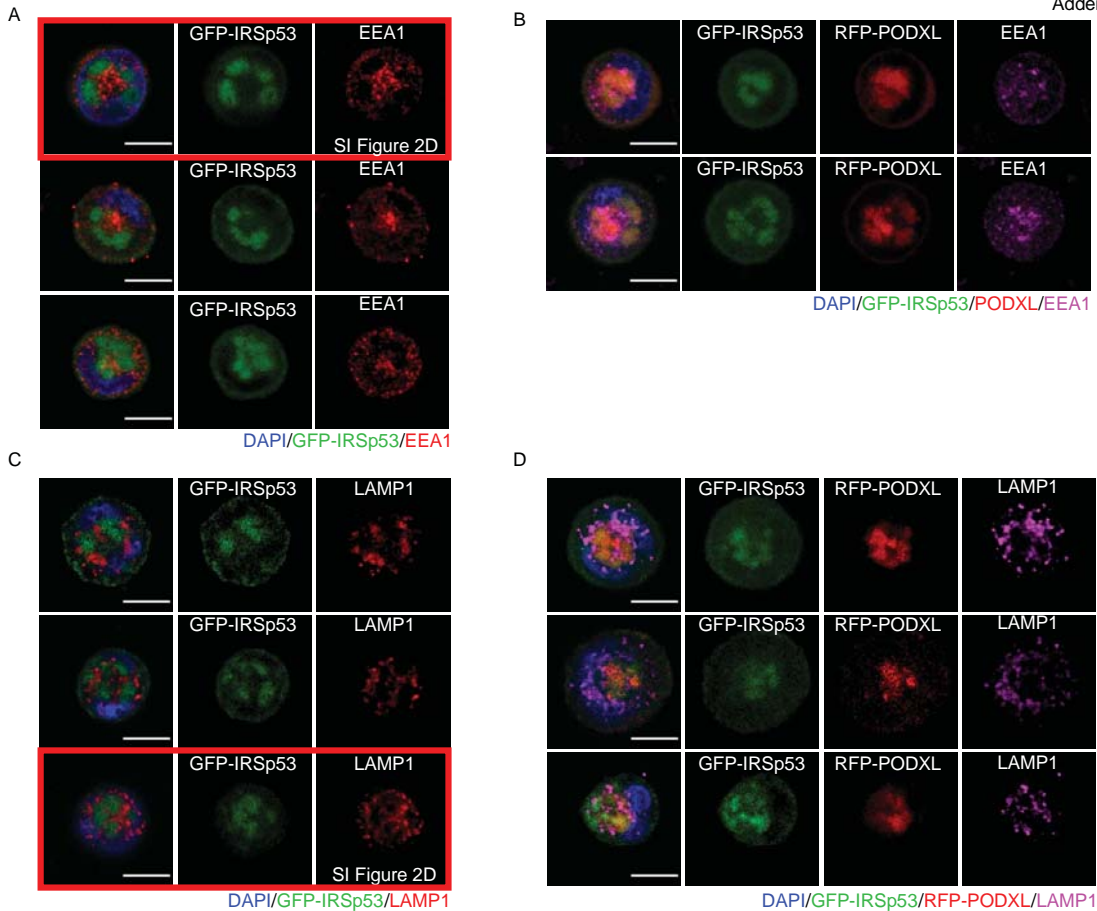 Adden
A
GFP-IRSp53 EEA1
SI Figure 2D
GFP-IRSp53 EEA1
GFP-IRSp53 EEA1
DAPI/GFP-IRSp53/EEA1
B
GFP-IRSp53 RFP-PODXL EEA1
GFP-IRSp53 RFP-PODXL EEA1
DAPI/GFP-IRSp53/PODXL/EEA1
C
GFP-IRSp53 LAMP1
GFP-IRSp53 LAMP1
GFP-IRSp53 LAMP1
SI Figure 2D
DAPI/GFP-IRSp53/LAMP1
D
GFP-IRSp53 RFP-PODXL LAMP1
GFP-IRSp53 RFP-PODXL LAMP1
GFP-IRSp53 RFP-PODXL LAMP1
DAPI/GFP-IRSp53/RFP-PODXL/LAMP1